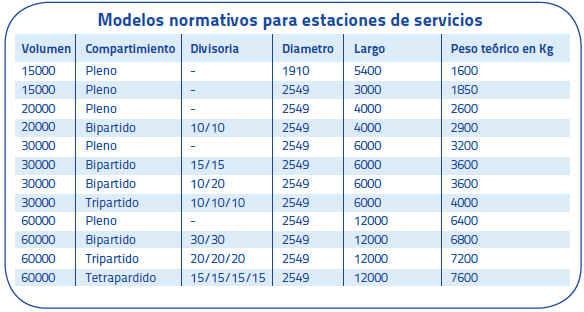 Modelos normativos para estaciones de servicios
Volumen Compartimiento Divisoria Diametro Largo Peso teórico en Kg
15000 Pleno - 1910 5400 1600
15000 Pleno - 2549 3000 1850
20000 Pleno - 2549 4000 2600
20000 Bipartido 10/10 2549 4000 2900
30000 Pleno - 2549 6000 3200
30000 Bipartido 15/15 2549 6000 3600
30000 Bipartido 10/20 2549 6000 3600
30000 Tripartido 10/10/10 2549 6000 4000
60000 Pleno - 2549 12000 6400
60000 Bipartido 30/30 2549 12000 6800
60000 Tripartido 20/20/20 2549 12000 7200
60000 Tetrapardido 15/15/15/15 2549 12000 7600